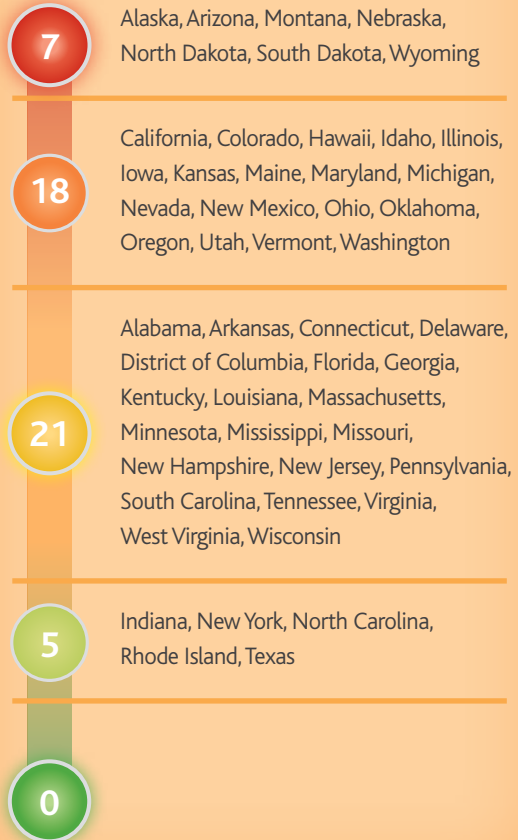 7
Alaska, Arizona, Montana, Nebraska,
North Dakota, South Dakota, Wyoming
18
California, Colorado, Hawaii, Idaho, Illinois,
Iowa, Kansas, Maine, Maryland, Michigan,
Nevada, New Mexico, Ohio, Oklahoma,
Oregon, Utah, Vermont, Washington
21
Alabama, Arkansas, Connecticut, Delaware,
District of Columbia, Florida, Georgia,
Kentucky, Louisiana, Massachusetts,
Minnesota, Mississippi, Missouri,
New Hampshire, New Jersey, Pennsylvania,
South Carolina, Tennessee, Virginia,
West Virginia, Wisconsin
5
Indiana, New York, North Carolina,
Rhode Island, Texas
0